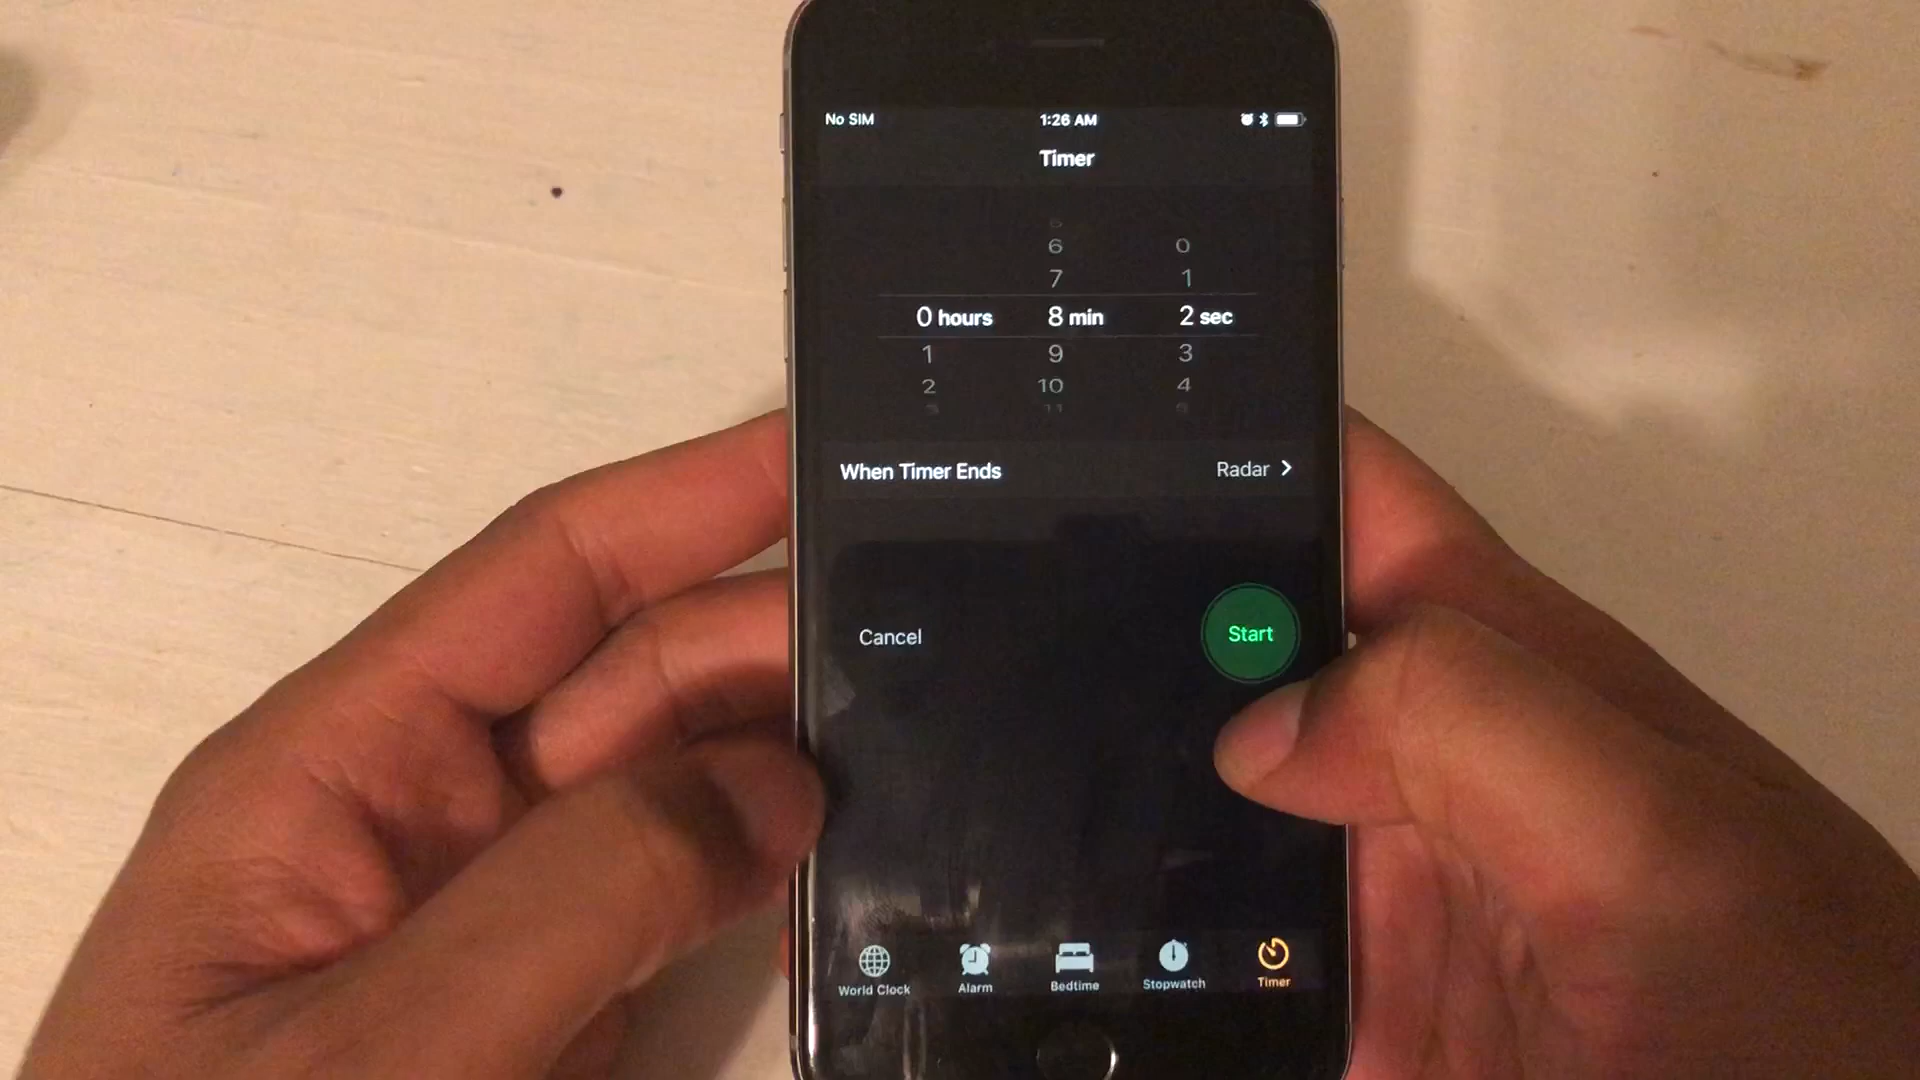 No SIM 1:26 AM
Timer
6 0
7 1
0 hours 8 min 2 sec
1 9 3
2 10 4
11
When Timer Ends Radar
Cancel Start
World Clock Alarm Bedtime Stopwatch Timer